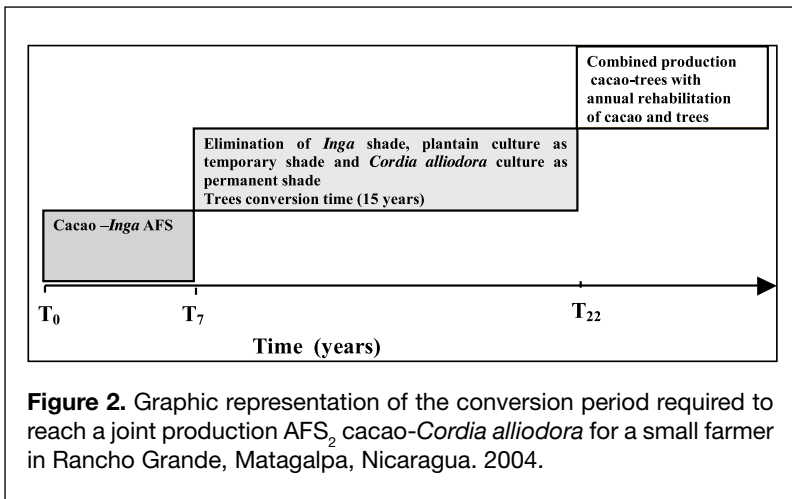 Combined production
cacao-trees with
annual rehabilitation
of cacao and trees
Elimination of Inga shade, plantain culture as
temporary shade and Cordia alliodora culture as
permanent shade
Trees conversion time (15 years)
Cacao –Inga AFS
T₀ T₇ T₂₂
Time (years)
Figure 2. Graphic representation of the conversion period required to
reach a joint production AFS₂ cacao-Cordia alliodora for a small farmer
in Rancho Grande, Matagalpa, Nicaragua. 2004.